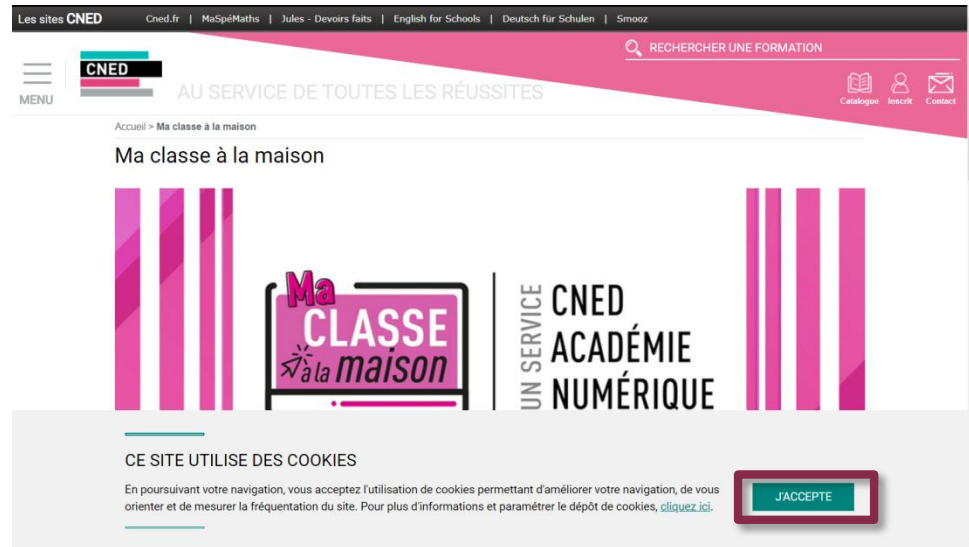 Les sites CNED Cned.fr | MaSpéMaths | Jules - Devoirs faits | English for Schools | Deutsch für Schulen | Smooz
RECHERCHER UNE FORMATION
MENU
CNED
AU SERVICE DE TOUTES LES RÉUSSITES
Catalogue Inscrit Contact
Accueil > Ma classe à la maison
Ma classe à la maison
Ma
CLASSE
à la maison
UN SERVICE
CNED
ACADÉMIE
NUMÉRIQUE
CE SITE UTILISE DES COOKIES
En poursuivant votre navigation, vous acceptez l'utilisation de cookies permettant d'améliorer votre navigation, de vous
orienter et de mesurer la fréquentation du site. Pour plus d'informations et paramétrer le dépôt de cookies, cliquez ici.
J'ACCEPTE